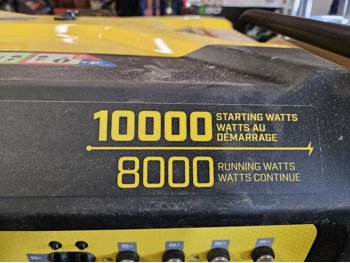 10000
STARTING WATTS
WATTS AU
DÉMARRAGE
8000
RUNNING WATTS
WATTS CONTINUE